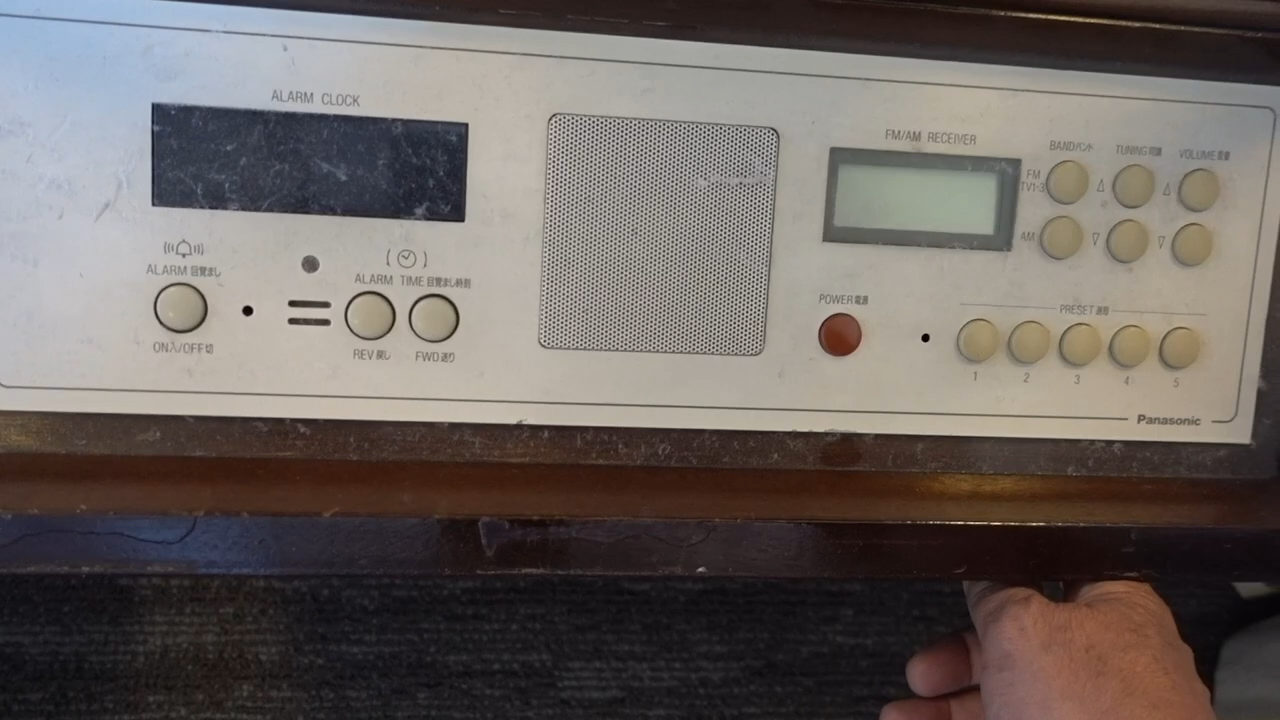 ALARM CLOCK
ALARM 目覚まし
ON入/OFF切
ALARM TIME 目覚まし時刻
REV 戻し
FWD 送り
FM/AM RECEIVER
BAND/バンド
TUNING 同調
VOLUME 音量
FM
TV1-3
AM
POWER 電源
PRESET 選局
1 2 3 4 5
Panasonic